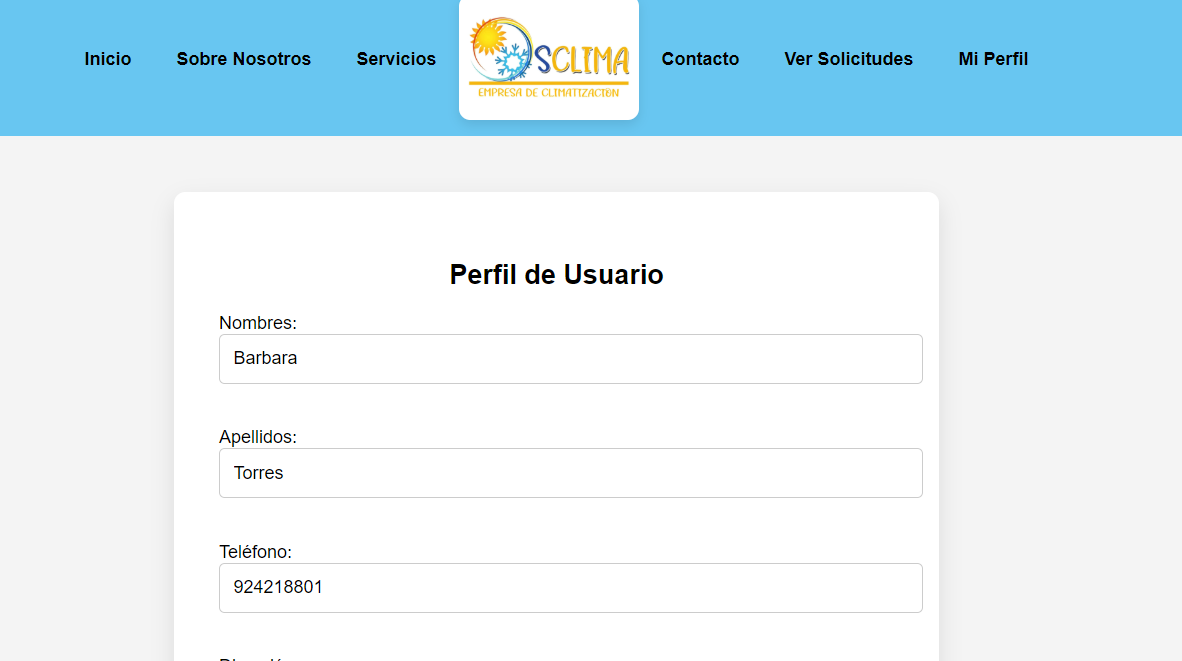 Inicio
Sobre Nosotros
Servicios
OSCLIMA
EMPRESA DE CLIMATIZACION
Contacto
Ver Solicitudes
Mi Perfil
Perfil de Usuario
Nombres:
Barbara
Apellidos:
Torres
Teléfono:
924218801